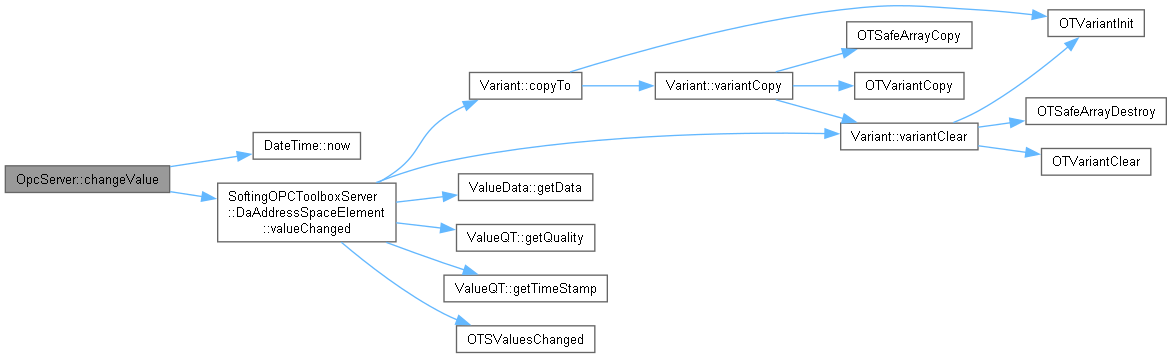 OpcServer::changeValue
DateTime::now
SoftingOPCToolboxServer
::DaAddressSpaceElement
::valueChanged
Variant::copyTo
ValueData::getData
ValueQT::getQuality
ValueQT::getTimeStamp
OTSValuesChanged
Variant::variantCopy
OTSafeArrayCopy
OTVariantCopy
Variant::variantClear
OTVariantInit
OTSafeArrayDestroy
OTVariantClear